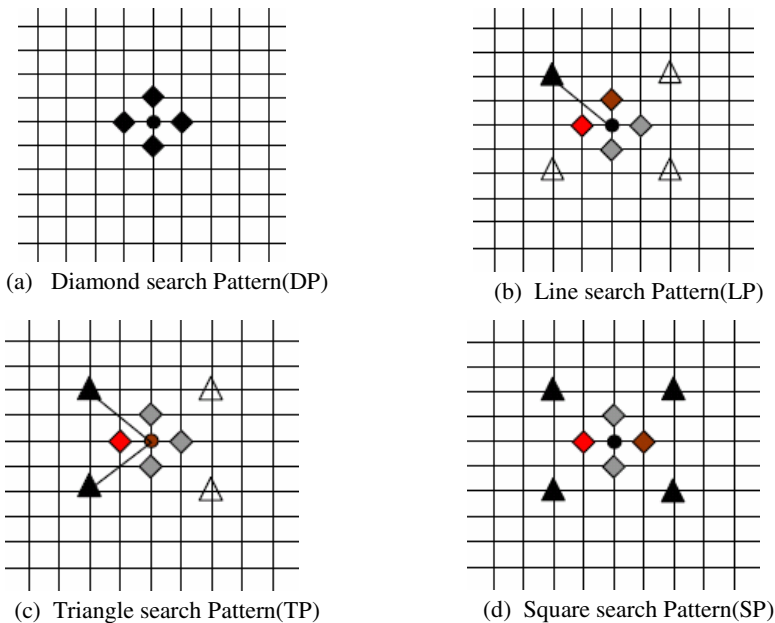 (a) Diamond search Pattern(DP)
(b) Line search Pattern(LP)
(c) Triangle search Pattern(TP)
(d) Square search Pattern(SP)